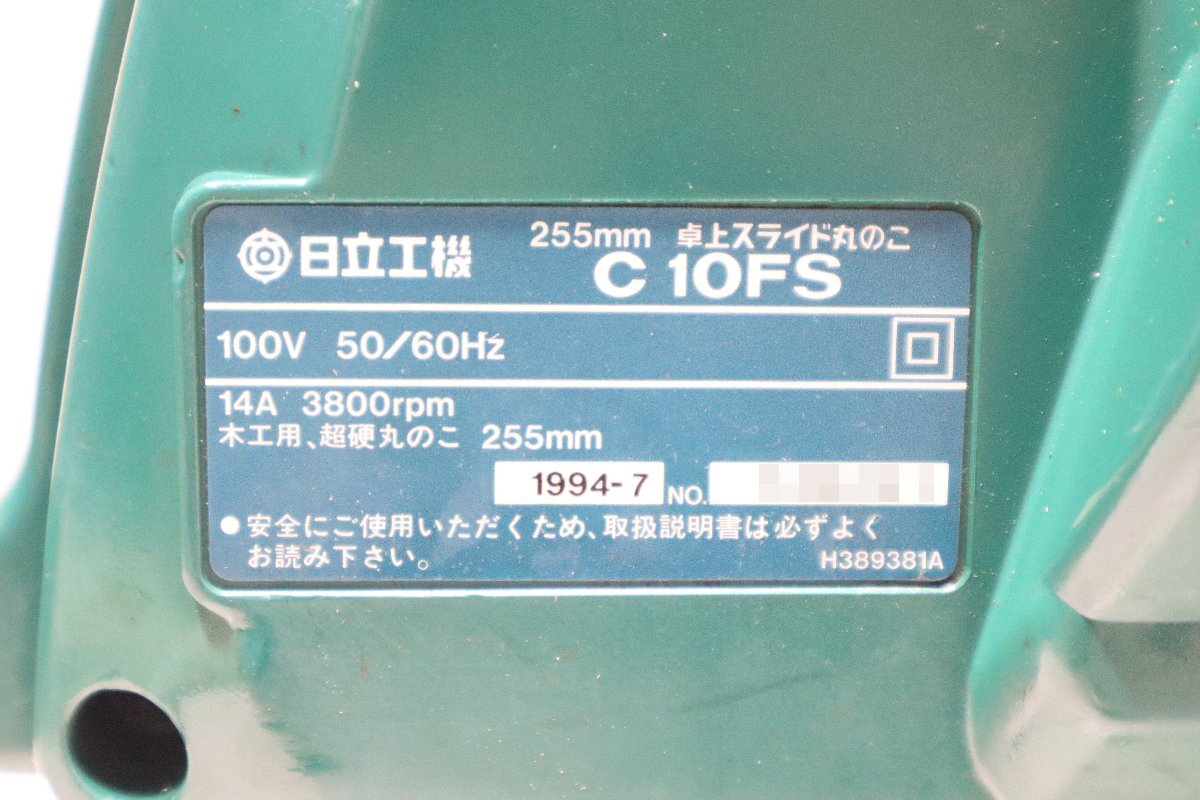 日立工機
255mm 卓上スライド丸のこ
C 10FS
100V 50/60Hz
14A 3800rpm
木工用、超硬丸のこ 255mm
1994-7 NO.
●安全にご使用いただくため、取扱説明書は必ずよく
お読み下さい。
H389381A